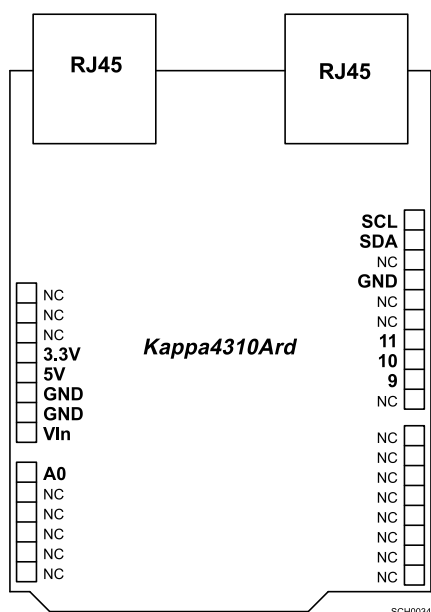 RJ45
RJ45
SCL
SDA
NC
GND
NC
NC
11
10
9
NC
NC
NC
NC
3.3V
5V
GND
GND
VIn
Kappa4310Ard
A0
NC
NC
NC
NC
NC
NC
NC
NC
NC
NC
NC
NC
NC
SCH0034